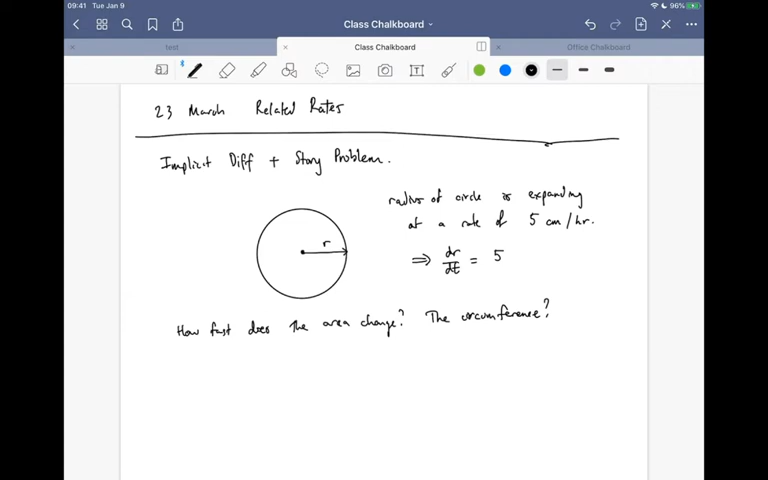 09:41 Tue Jan 9
96%
Class Chalkboard
test
Class Chalkboard
Office Chalkboard
23 March Related Rates
Implicit Diff + Story Problem.
radius of circle is expanding
at a rate of 5 cm/hr.
r
⇒ dr/dt = 5
How fast does the area change? The circumference?